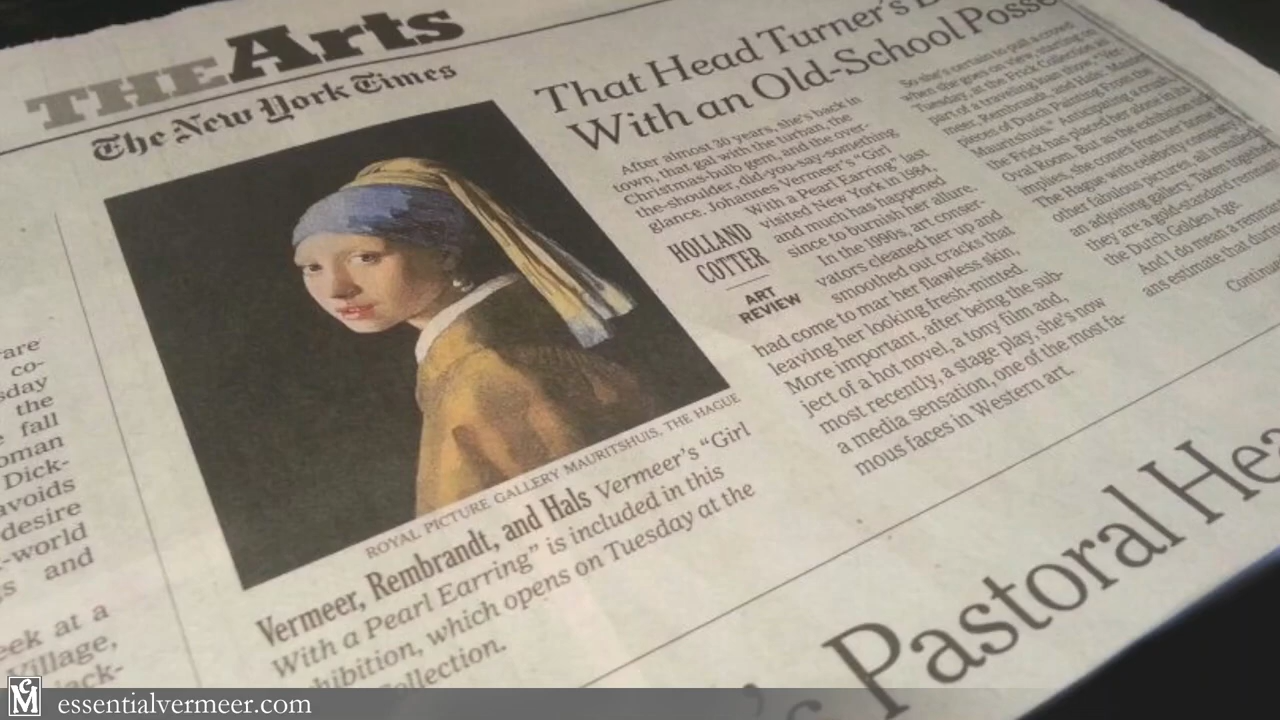 THE Arts
The New York Times
are
co-
sday
the
fall
oman
Dick-
avoids
desire
-world
and
eek at a
Village,
ack-
ROYAL PICTURE GALLERY MAURITSHUIS, THE HAGUE
Vermeer, Rembrandt, and Hals Vermeer's “Girl
With a Pearl Earring” is included in this
hibition, which opens on Tuesday at the
ollection.
That Head Turner's
With an Old-School Posse
After almost 30 years, she's back in
town, that gal with the turban, the
Christmas-bulb gem, and the over-
the-shoulder, did-you-say-something
glance. Johannes Vermeer's “Girl
With a Pearl Earring” last
visited New York in 1984,
and much has happened
since to burnish her allure.
HOLLAND
COTTER
ART
REVIEW
In the 1990s, art conser-
vators cleaned her up and
smoothed out cracks that
had come to mar her flawless skin,
leaving her looking fresh-minted.
More important, after being the sub-
ject of a hot novel, a tony film and,
most recently, a stage play, she's now
a media sensation, one of the most fa-
mous faces in Western art.
So she's certain to pull a crowd
when she goes on view, starting on
Tuesday, at the Frick Collection as
part of a traveling loan show, “Ver-
meer, Rembrandt, and Hals: Master-
pieces of Dutch Painting From the
Mauritshuis.” Anticipating a crush,
the Frick has placed her alone in its
Oval Room. But as the exhibition title
implies, she comes from her home in
The Hague with celebrity company:
other fabulous pictures, all installed in
an adjoining gallery. Taken together,
they are a gold-standard
the Dutch Golden Age.
And I do mean a
ans estimate that during
Continued
's Pastoral
essentialvermeer.com